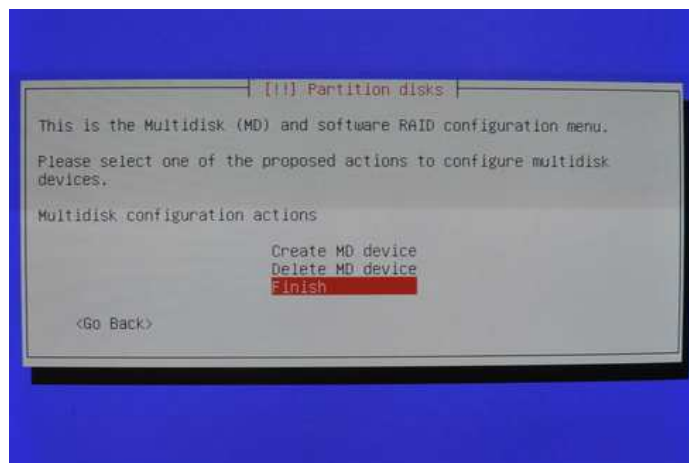 [!!] Partition disks
This is the Multidisk (MD) and software RAID configuration menu.
Please select one of the proposed actions to configure multidisk
devices.
Multidisk configuration actions
Create MD device
Delete MD device
Finish
<Go Back>